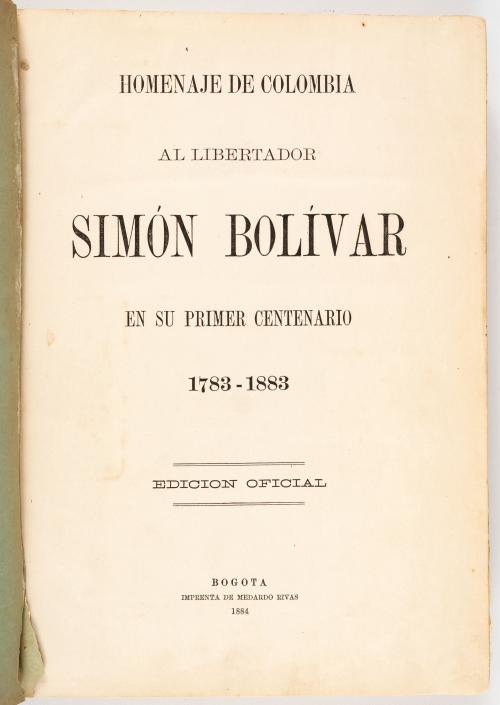 HOMENAJE DE COLOMBIA
AL LIBERTADOR
SIMÓN BOLÍVAR
EN SU PRIMER CENTENARIO
1783-1883
EDICION OFICIAL
BOGOTA
IMPRENTA DE MEDARDO RIVAS
1884